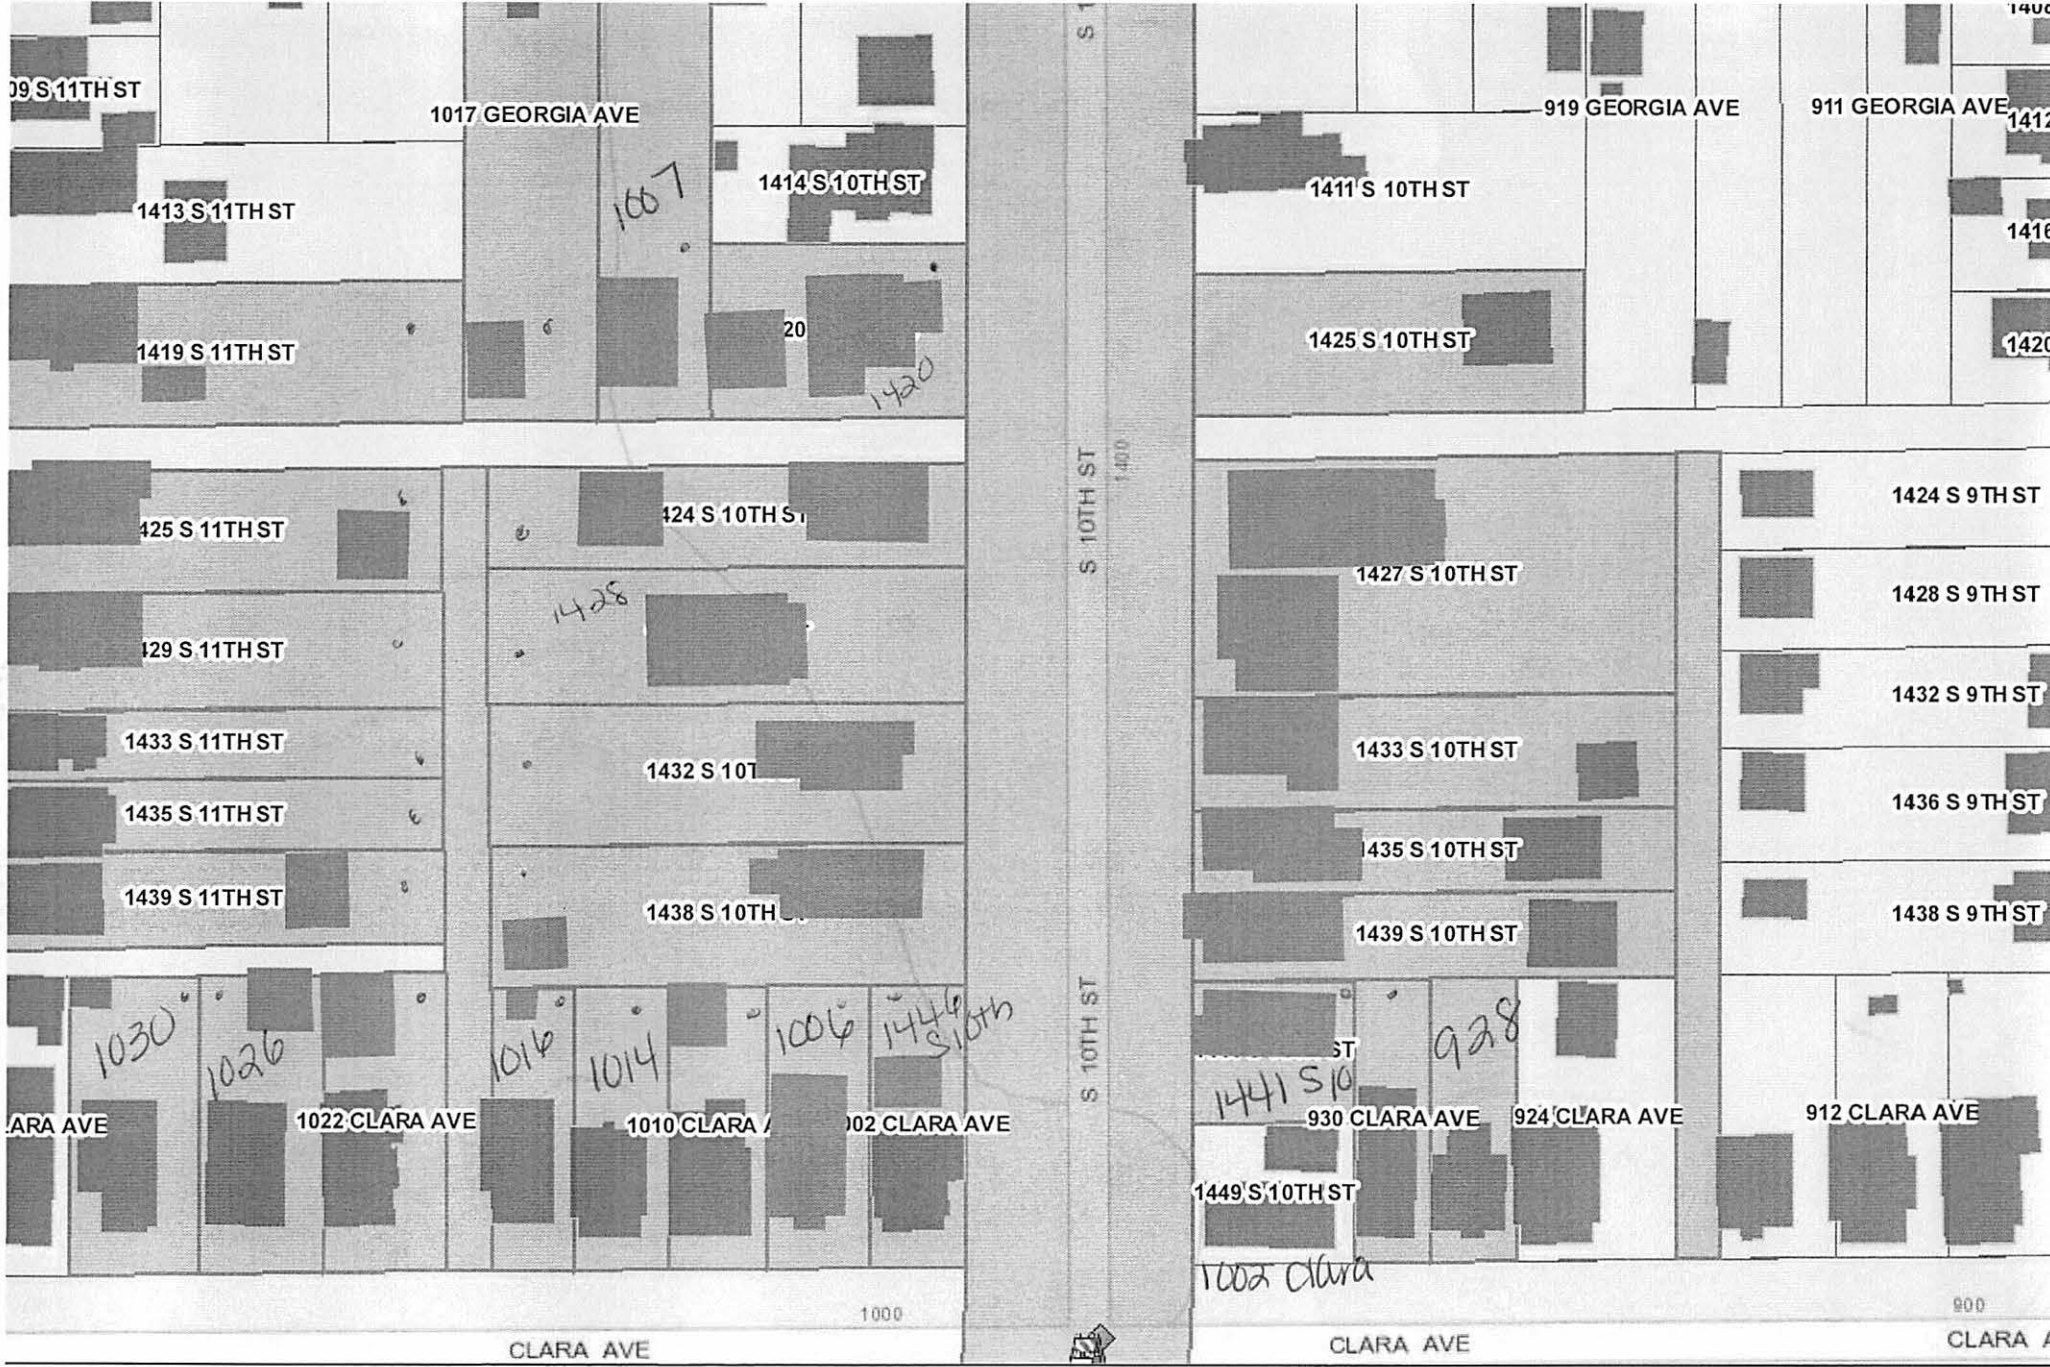 09 S 11TH ST
1017 GEORGIA AVE
919 GEORGIA AVE
911 GEORGIA AVE
1412
1413 S 11TH ST
1007
1414 S 10TH ST
1411 S 10TH ST
1416
1419 S 11TH ST
20
1420
1425 S 10TH ST
1420
S 10TH ST
1400
425 S 11TH ST
424 S 10TH ST
1427 S 10TH ST
1424 S 9TH ST
1428
1428 S 9TH ST
429 S 11TH ST
1432 S 9TH ST
1433 S 11TH ST
1432 S 10T
1433 S 10TH ST
1436 S 9TH ST
1435 S 11TH ST
435 S 10TH ST
1439 S 11TH ST
1438 S 10TH
1439 S 10TH ST
1438 S 9TH ST
S 10TH ST
1030
1026
1016
1014
1006
1446
S 10th
ST
928
1441 S 10
LARA AVE
1022 CLARA AVE
1010 CLARA
002 CLARA AVE
930 CLARA AVE
924 CLARA AVE
912 CLARA AVE
1449 S 10TH ST
1002 Clara
1000
900
CLARA AVE
CLARA AVE
CLARA